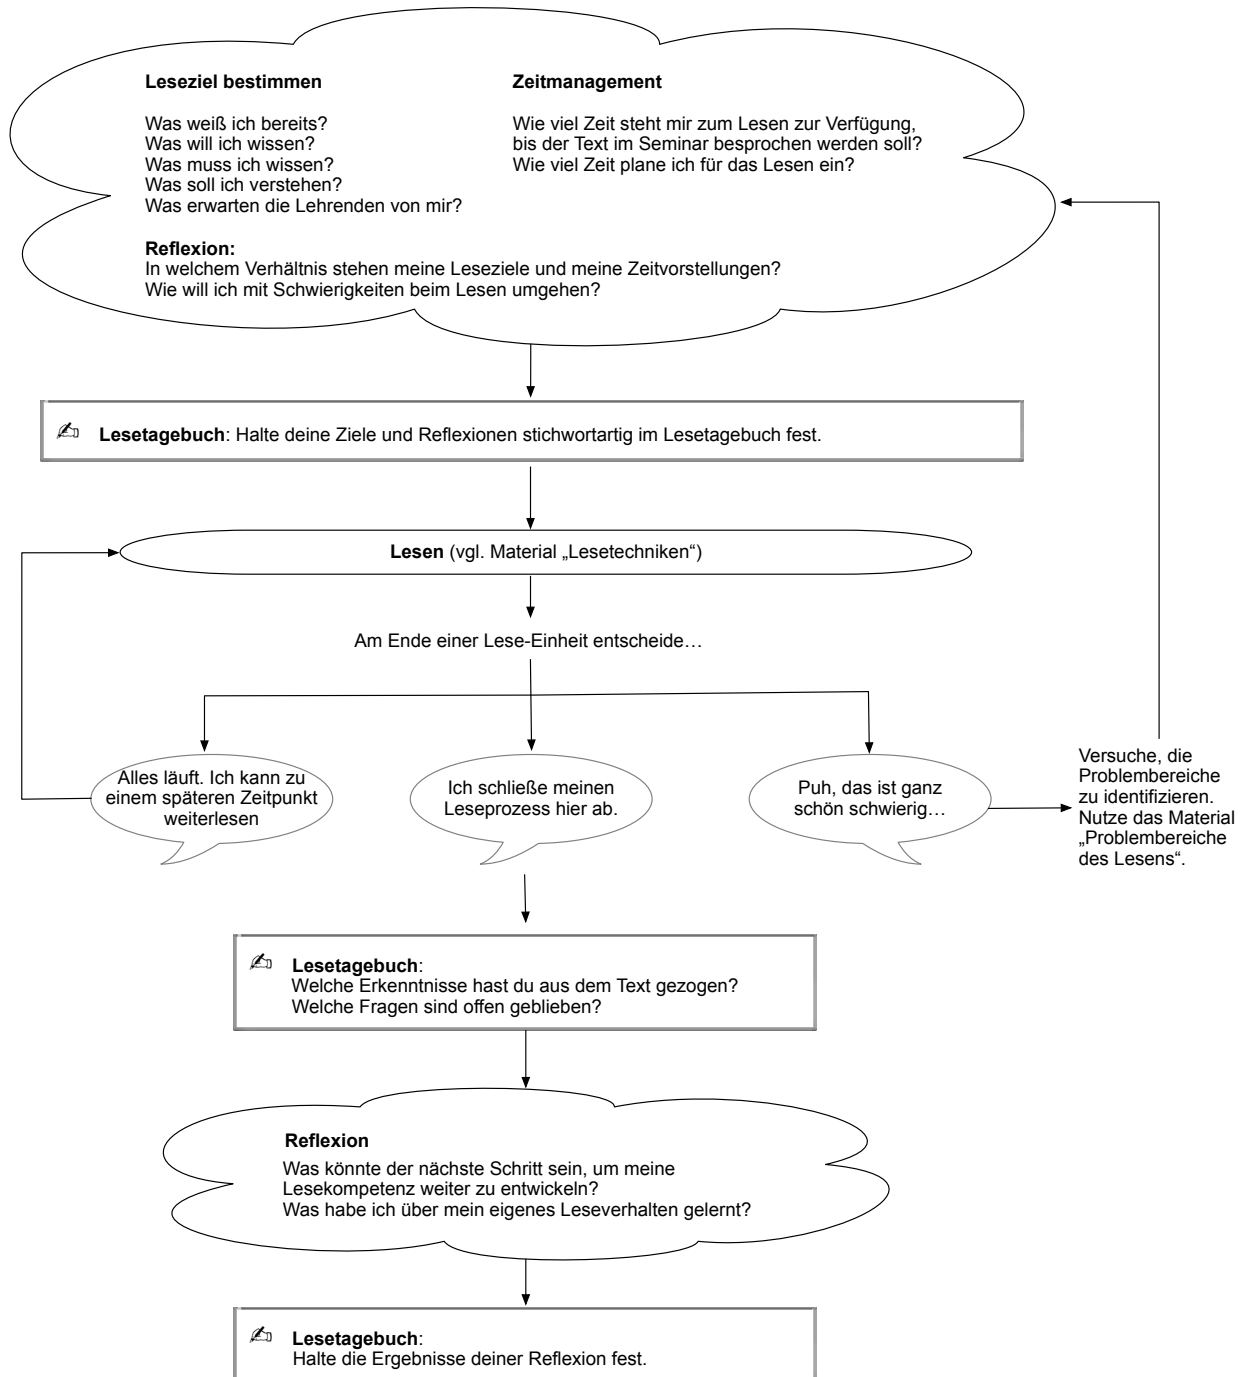 Leseziel bestimmen
Was weiß ich bereits?
Was will ich wissen?
Was muss ich wissen?
Was soll ich verstehen?
Was erwarten die Lehrenden von mir?
Zeitmanagement
Wie viel Zeit steht mir zum Lesen zur Verfügung,
bis der Text im Seminar besprochen werden soll?
Wie viel Zeit plane ich für das Lesen ein?
Reflexion:
In welchem Verhältnis stehen meine Leseziele und meine Zeitvorstellungen?
Wie will ich mit Schwierigkeiten beim Lesen umgehen?
Lesetagebuch: Halte deine Ziele und Reflexionen stichwortartig im Lesetagebuch fest.
Lesen (vgl. Material „Lesetechniken“)
Am Ende einer Lese-Einheit entscheide…
Alles läuft. Ich kann zu
einem späteren Zeitpunkt
weiterlesen
Ich schließe meinen
Leseprozess hier ab.
Puh, das ist ganz
schön schwierig…
Versuche, die
Problembereiche
zu identifizieren.
Nutze das Material
„Problembereiche
des Lesens“.
Lesetagebuch:
Welche Erkenntnisse hast du aus dem Text gezogen?
Welche Fragen sind offen geblieben?
Reflexion
Was könnte der nächste Schritt sein, um meine
Lesekompetenz weiter zu entwickeln?
Was habe ich über mein eigenes Leseverhalten gelernt?
Lesetagebuch:
Halte die Ergebnisse deiner Reflexion fest.